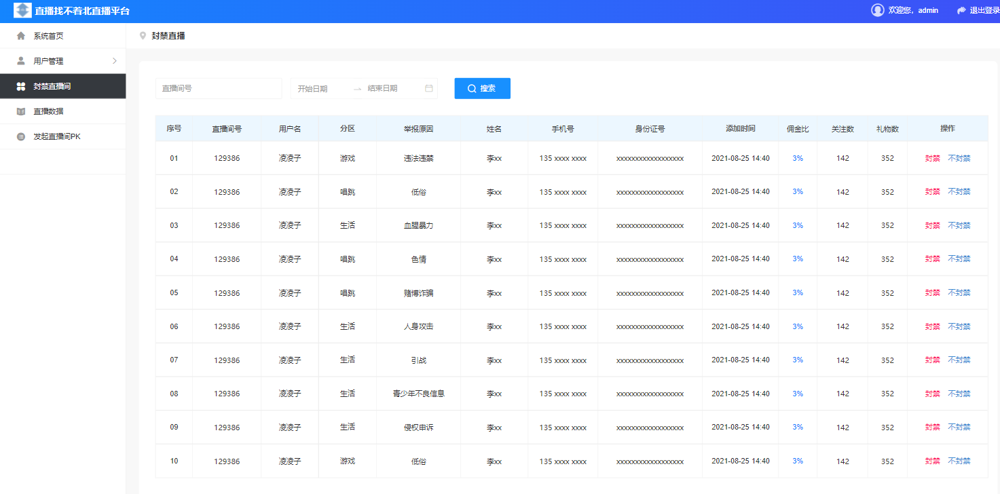 直播找不着北直播平台
欢迎您，admin 退出登录
系统首页
用户管理
封禁直播间
直播数据
发起直播间PK
封禁直播
直播间号 开始日期 结束日期 搜索
序号 直播间号 用户名 分区 举报原因 姓名 手机号 身份证号 添加时间 佣金比 关注数 礼物数 操作
01 129386 凌凌子 游戏 违法违禁 李xx 135 xxxx xxxx xxxxxxxxxxxxxxxxxx 2021-08-25 14:40 3% 142 352 封禁 不封禁
02 129386 凌凌子 唱跳 低俗 李xx 135 xxxx xxxx xxxxxxxxxxxxxxxxxx 2021-08-25 14:40 3% 142 352 封禁 不封禁
03 129386 凌凌子 生活 血腥暴力 李xx 135 xxxx xxxx xxxxxxxxxxxxxxxxxx 2021-08-25 14:40 3% 142 352 封禁 不封禁
04 129386 凌凌子 唱跳 色情 李xx 135 xxxx xxxx xxxxxxxxxxxxxxxxxx 2021-08-25 14:40 3% 142 352 封禁 不封禁
05 129386 凌凌子 唱跳 赌博诈骗 李xx 135 xxxx xxxx xxxxxxxxxxxxxxxxxx 2021-08-25 14:40 3% 142 352 封禁 不封禁
06 129386 凌凌子 生活 人身攻击 李xx 135 xxxx xxxx xxxxxxxxxxxxxxxxxx 2021-08-25 14:40 3% 142 352 封禁 不封禁
07 129386 凌凌子 生活 引战 李xx 135 xxxx xxxx xxxxxxxxxxxxxxxxxx 2021-08-25 14:40 3% 142 352 封禁 不封禁
08 129386 凌凌子 生活 青少年不良信息 李xx 135 xxxx xxxx xxxxxxxxxxxxxxxxxx 2021-08-25 14:40 3% 142 352 封禁 不封禁
09 129386 凌凌子 生活 侵权申诉 李xx 135 xxxx xxxx xxxxxxxxxxxxxxxxxx 2021-08-25 14:40 3% 142 352 封禁 不封禁
10 129386 凌凌子 游戏 低俗 李xx 135 xxxx xxxx xxxxxxxxxxxxxxxxxx 2021-08-25 14:40 3% 142 352 封禁 不封禁